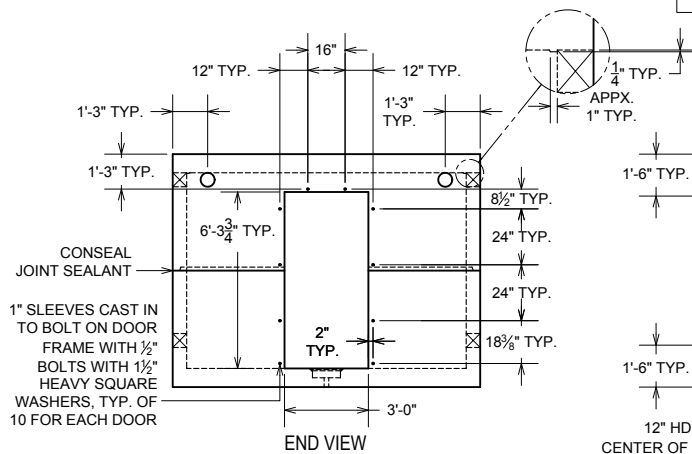 16"
12" TYP.
12" TYP.
1/4" TYP.
APPX.
1" TYP.
1'-3" TYP.
1'-3"
TYP.
1'-3" TYP.
1'-6" TYP.
8½" TYP.
6'-3¾" TYP.
24" TYP.
CONSEAL
JOINT SEALANT
24" TYP.
1" SLEEVES CAST IN
TO BOLT ON DOOR
FRAME WITH ½"
BOLTS WITH 1½"
HEAVY SQUARE
WASHERS, TYP. OF
10 FOR EACH DOOR
2"
TYP.
18⅜" TYP.
1'-6" TYP.
3'-0"
12" HD
CENTER OF
END VIEW